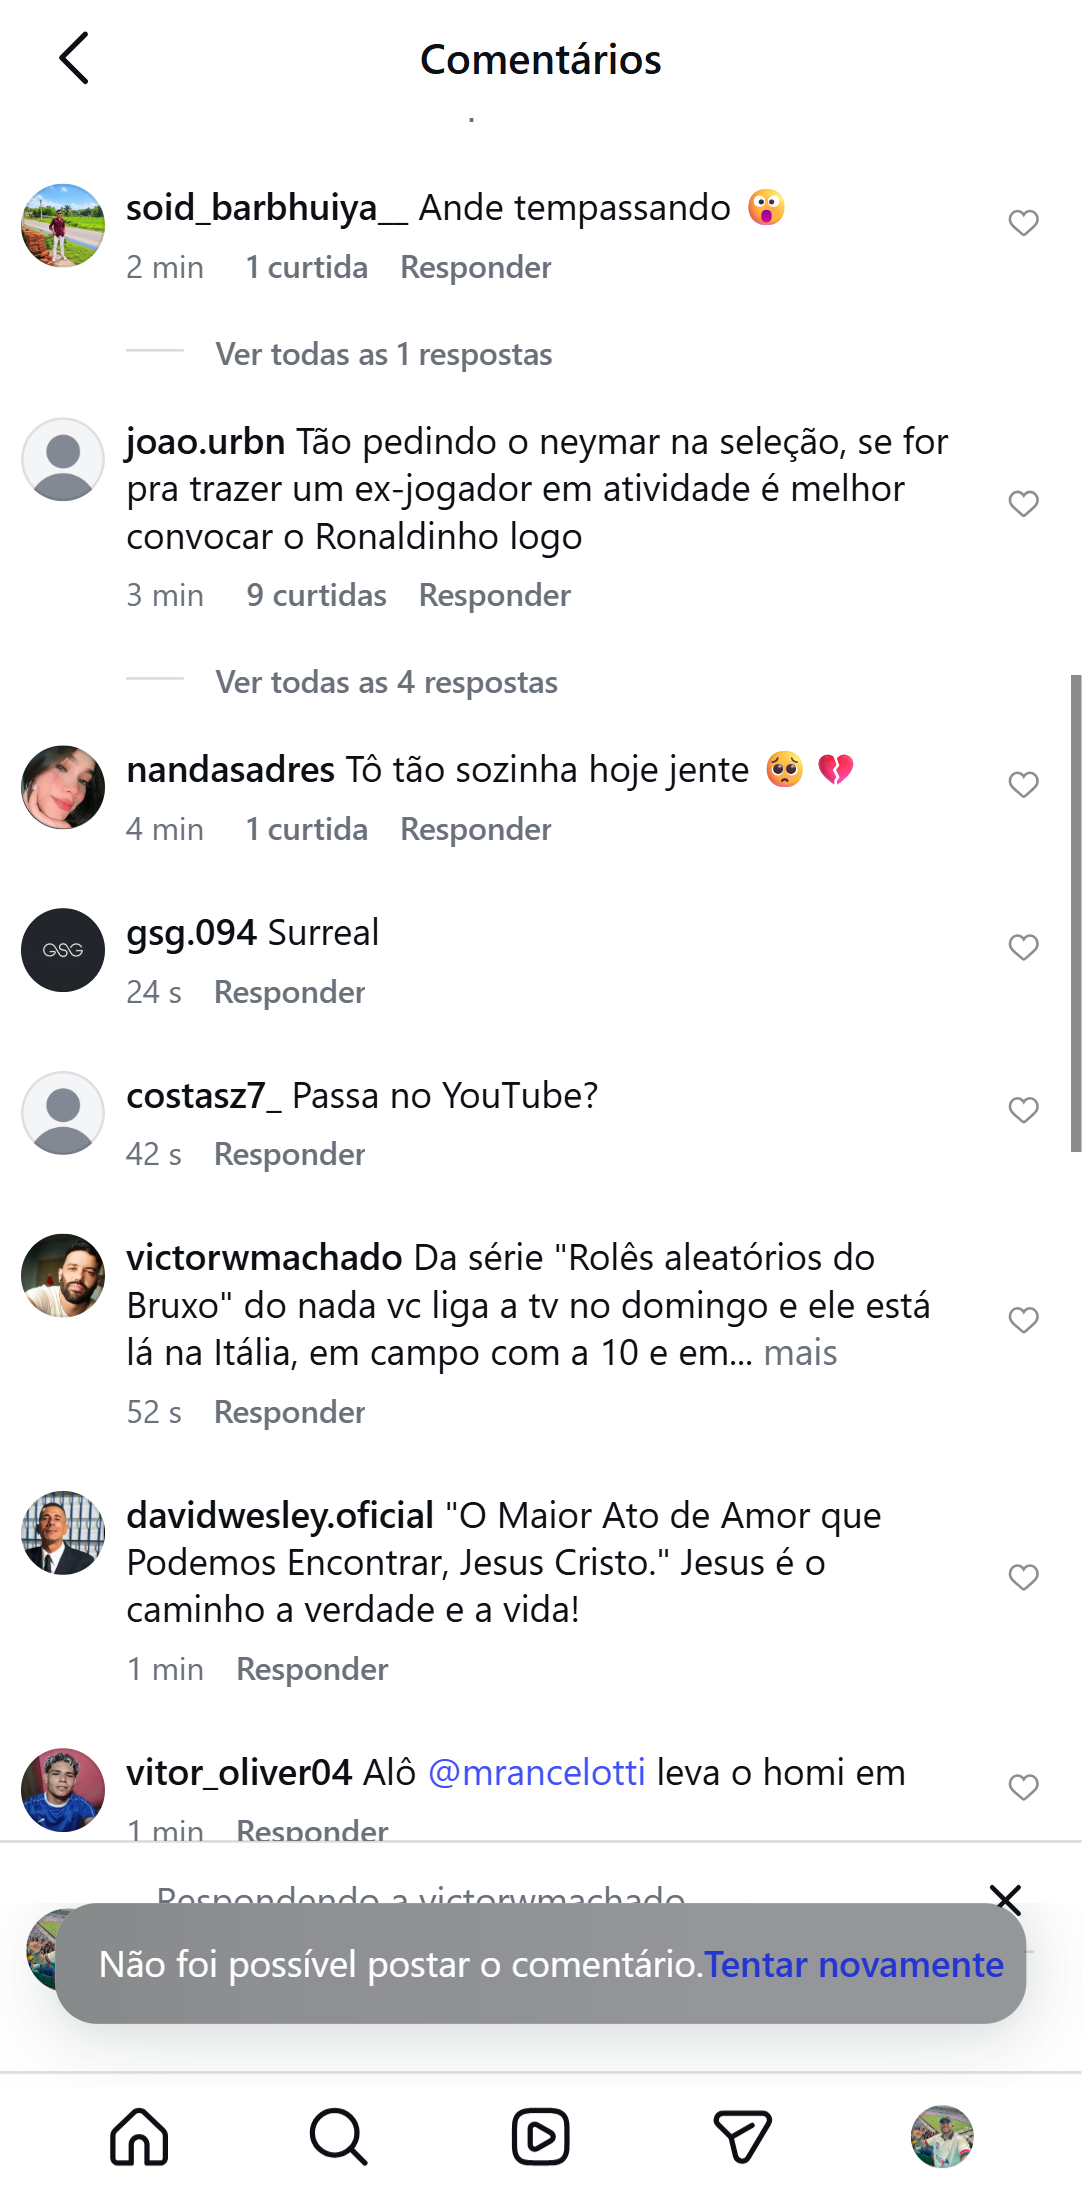 Comentários
soid_barbhuiya__ Ande tempassando 😲
2 min 1 curtida Responder
Ver todas as 1 respostas
joao.urbn Tão pedindo o neymar na seleção, se for
pra trazer um ex-jogador em atividade é melhor
convocar o Ronaldinho logo
3 min 9 curtidas Responder
Ver todas as 4 respostas
nandasadres Tô tão sozinha hoje jente 🥺 💔
4 min 1 curtida Responder
GSG
gsg.094 Surreal
24 s Responder
costasz7_ Passa no YouTube?
42 s Responder
victorwmachado Da série "Rolês aleatórios do
Bruxo" do nada vc liga a tv no domingo e ele está
lá na Itália, em campo com a 10 e em... mais
52 s Responder
davidwesley.oficial "O Maior Ato de Amor que
Podemos Encontrar, Jesus Cristo." Jesus é o
caminho a verdade e a vida!
1 min Responder
vitor_oliver04 Alô @mrancelotti leva o homi em
1 min Responder
Respondendo a victorwmachado
Não foi possível postar o comentário. Tentar novamente